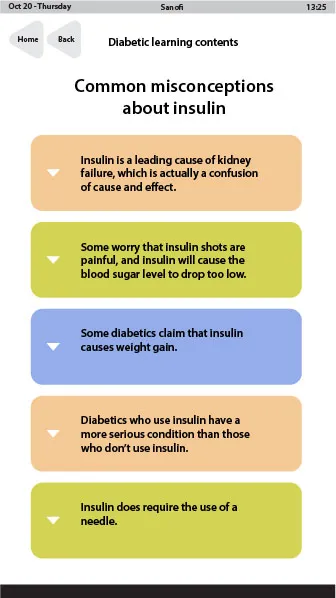 Oct 20 - Thursday Sanofi 13:25
Home Back Diabetic learning contents
Common misconceptions
about insulin
Insulin is a leading cause of kidney
failure, which is actually a confusion
of cause and effect.
Some worry that insulin shots are
painful, and insulin will cause the
blood sugar level to drop too low.
Some diabetics claim that insulin
causes weight gain.
Diabetics who use insulin have a
more serious condition than those
who don’t use insulin.
Insulin does require the use of a
needle.